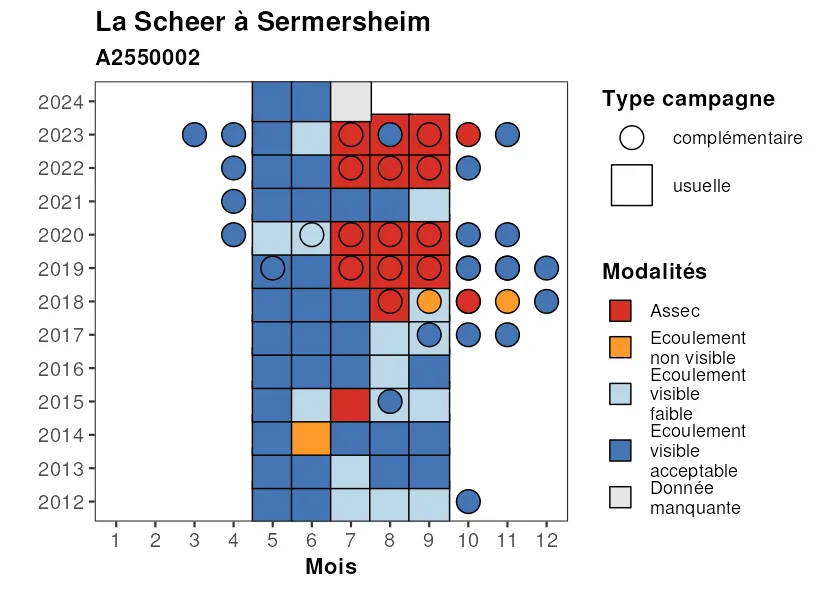 La Scheer à Sermersheim
A2550002
2024
2023
2022
2021
2020
2019
2018
2017
2016
2015
2014
2013
2012
1 2 3 4 5 6 7 8 9 10 11 12
Mois
Type campagne
complémentaire
usuelle
Modalités
Assec
Ecoulement
non visible
Ecoulement
visible
faible
Ecoulement
visible
acceptable
Donnée
manquante